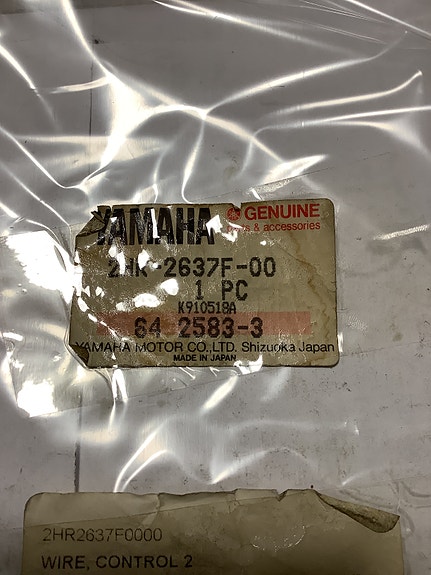 YAMAHA GENUINE
parts & accessories
2HR-2637F-00
1 PC
K910518A
64 2583-3
YAMAHA MOTOR CO.,LTD. Shizuoka Japan
MADE IN JAPAN
2HR2637F0000
WIRE, CONTROL 2